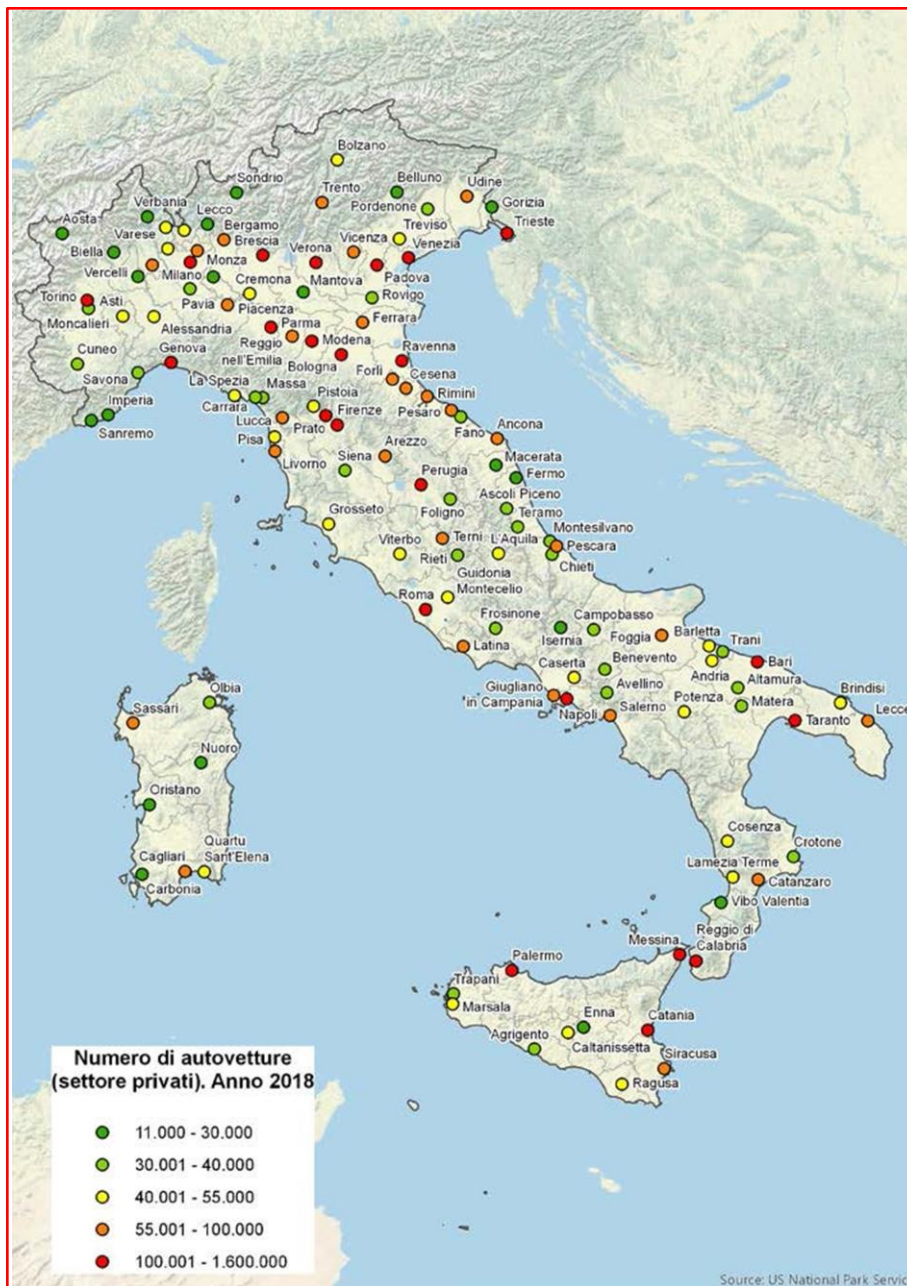 Bolzano
Sondrio
Belluno
Udine
Trento
Verbania
Pordenone
Gorizia
Aosta
Lecco
Bergamo
Treviso
Trieste
Varese
Vicenza
Biella
Brescia
Verona
Venezia
Monza
Vercelli
Milano
Cremona
Mantova
Padova
Torino
Asti
Rovigo
Pavia
Piacenza
Moncalieri
Parma
Ferrara
Alessandria
Reggio
nell'Emilia
Modena
Cuneo
Genova
Ravenna
Bologna
Forlì
Cesena
Savona
La Spezia
Massa
Pistoia
Rimini
Carrara
Firenze
Pesaro
Imperia
Lucca
Prato
Fano
Ancona
Sanremo
Pisa
Arezzo
Livorno
Siena
Macerata
Perugia
Fermo
Ascoli Piceno
Grosseto
Foligno
Teramo
Montesilvano
Terni
Viterbo
L'Aquila
Pescara
Rieti
Chieti
Guidonia
Montecelio
Roma
Frosinone
Campobasso
Isernia
Foggia
Barletta
Trani
Latina
Bari
Caserta
Benevento
Andria
Altamura
Olbia
Giugliano
in Campania
Avellino
Potenza
Brindisi
Sassari
Napoli
Salerno
Matera
Taranto
Lecce
Nuoro
Oristano
Cosenza
Crotone
Quartu
Sant'Elena
Cagliari
Lamezia Terme
Carbonia
Catanzaro
Vibo Valentia
Reggio di
Calabria
Messina
Palermo
Trapani
Marsala
Enna
Catania
Agrigento
Caltanissetta
Siracusa
Ragusa
Numero di autovetture
(settore privati). Anno 2018
11.000 - 30.000
30.001 - 40.000
40.001 - 55.000
55.001 - 100.000
100.001 - 1.600.000
Source: US National Park Servic